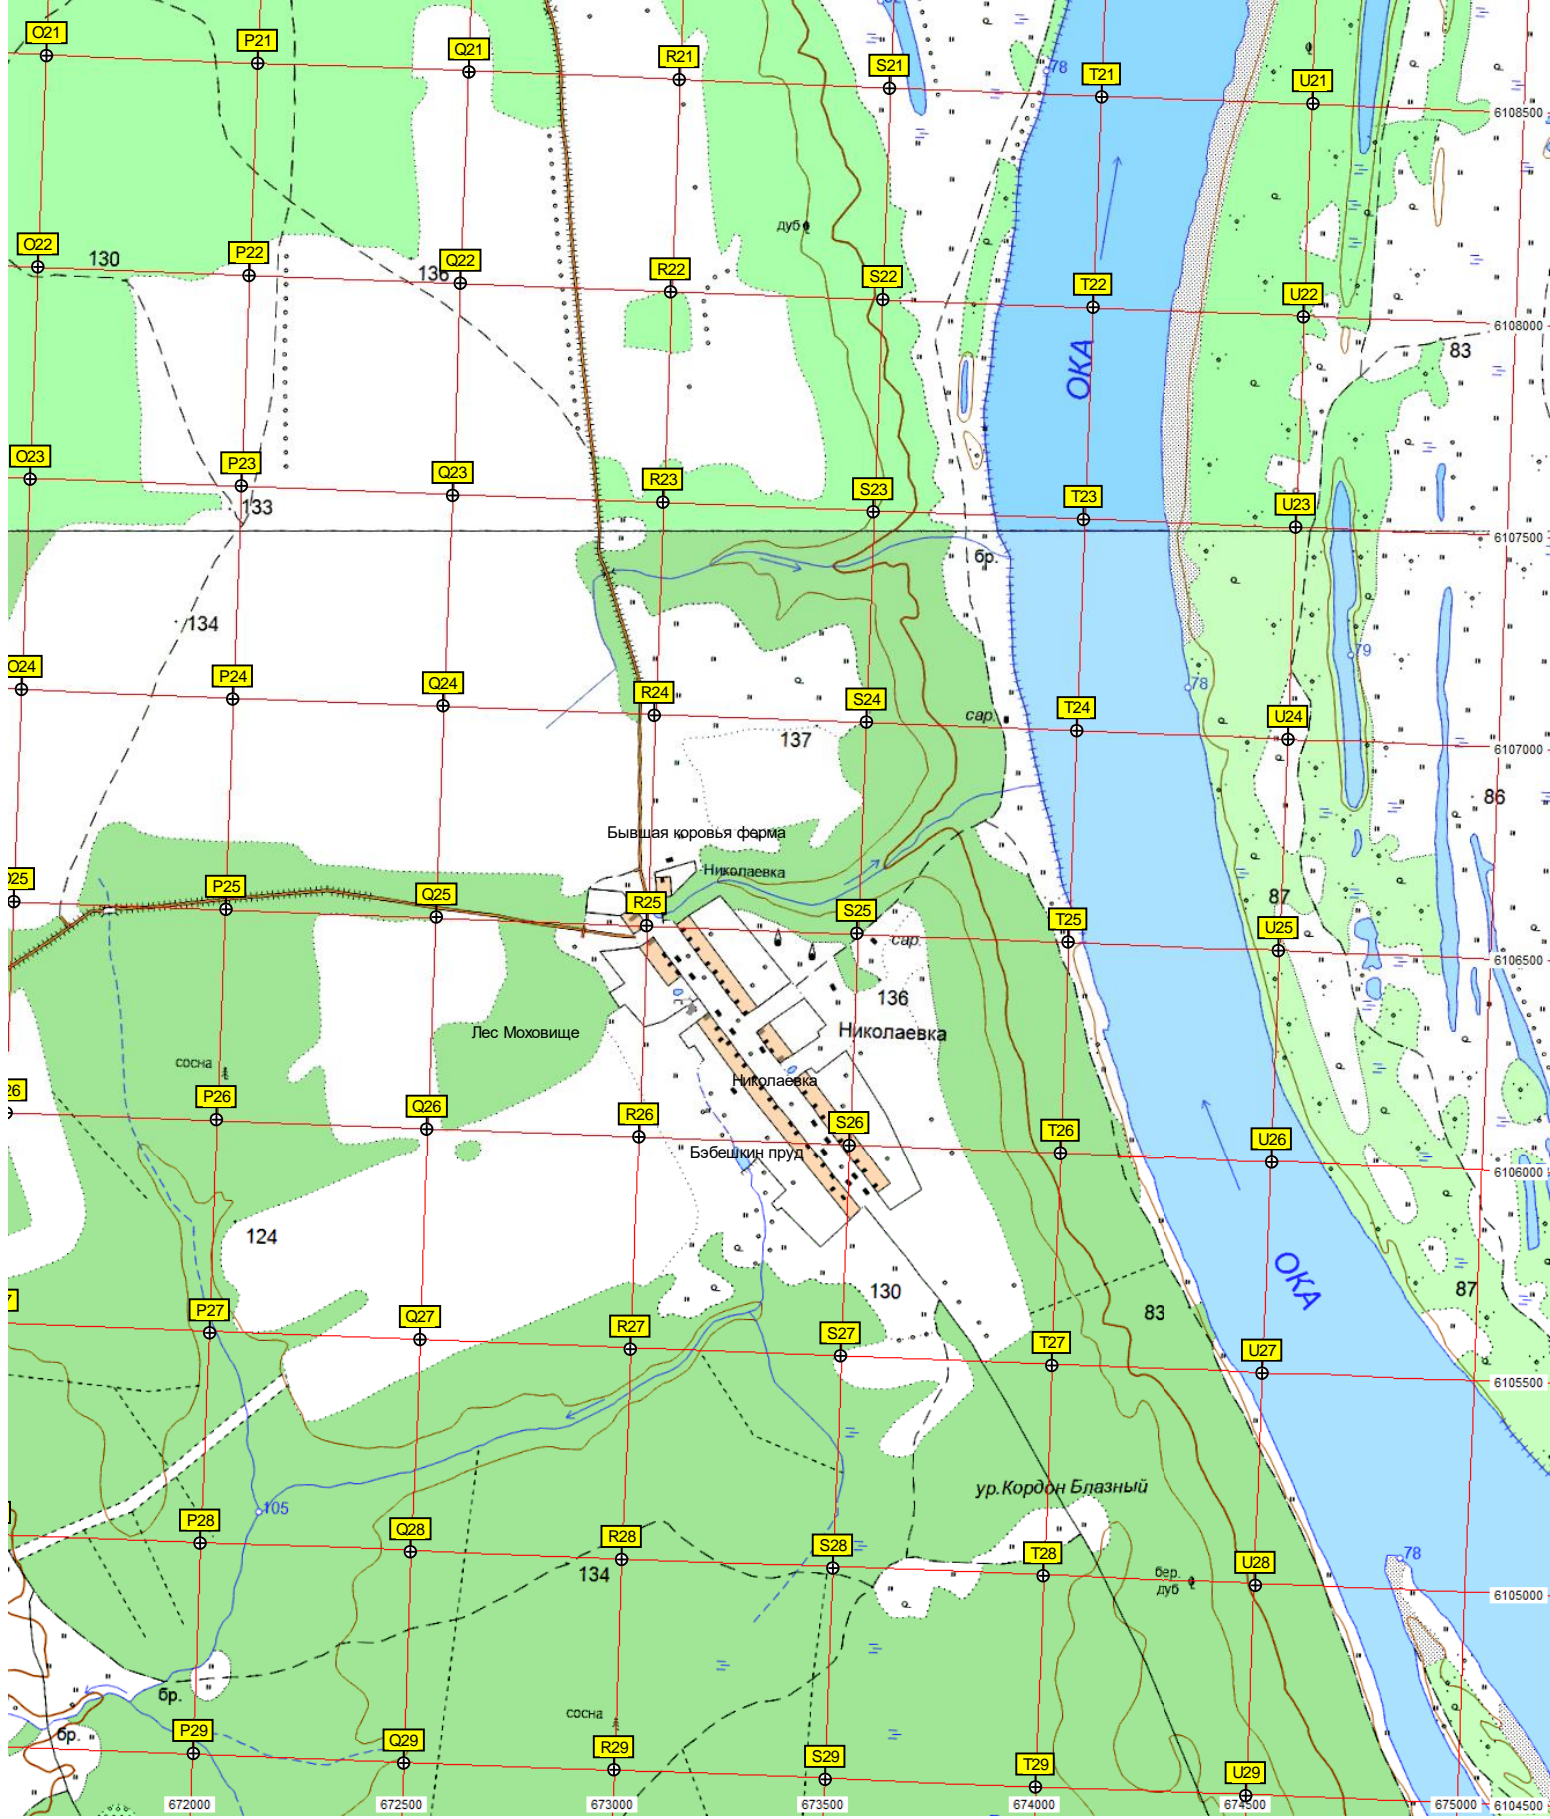 O21
P21
Q21
R21
S21
78
T21
U21
6108500
дуб
O22
130
P22
136
Q22
R22
S22
T22
U22
6108000
ОКА
83
O23
P23
133
Q23
R23
S23
T23
U23
6107500
бр.
134
79
O24
P24
Q24
R24
S24
78
сар.
T24
U24
137
6107000
86
Бывшая коровья ферма
Николаевка
87
P25
Q25
R25
S25
T25
U25
сар.
6106500
136
Николаевка
Лес Моховище
сосна
Николаевка
P26
Q26
R26
S26
T26
U26
Бэбешкин пруд
6106000
124
ОКА
130
87
83
P27
Q27
R27
S27
T27
U27
6105500
ур.Кордон Блазный
105
P28
Q28
R28
S28
T28
U28
78
134
бер.
дуб
6105000
бр.
сосна
бр.
P29
Q29
R29
S29
T29
U29
672000
672500
673000
673500
674000
674500
675000
6104500